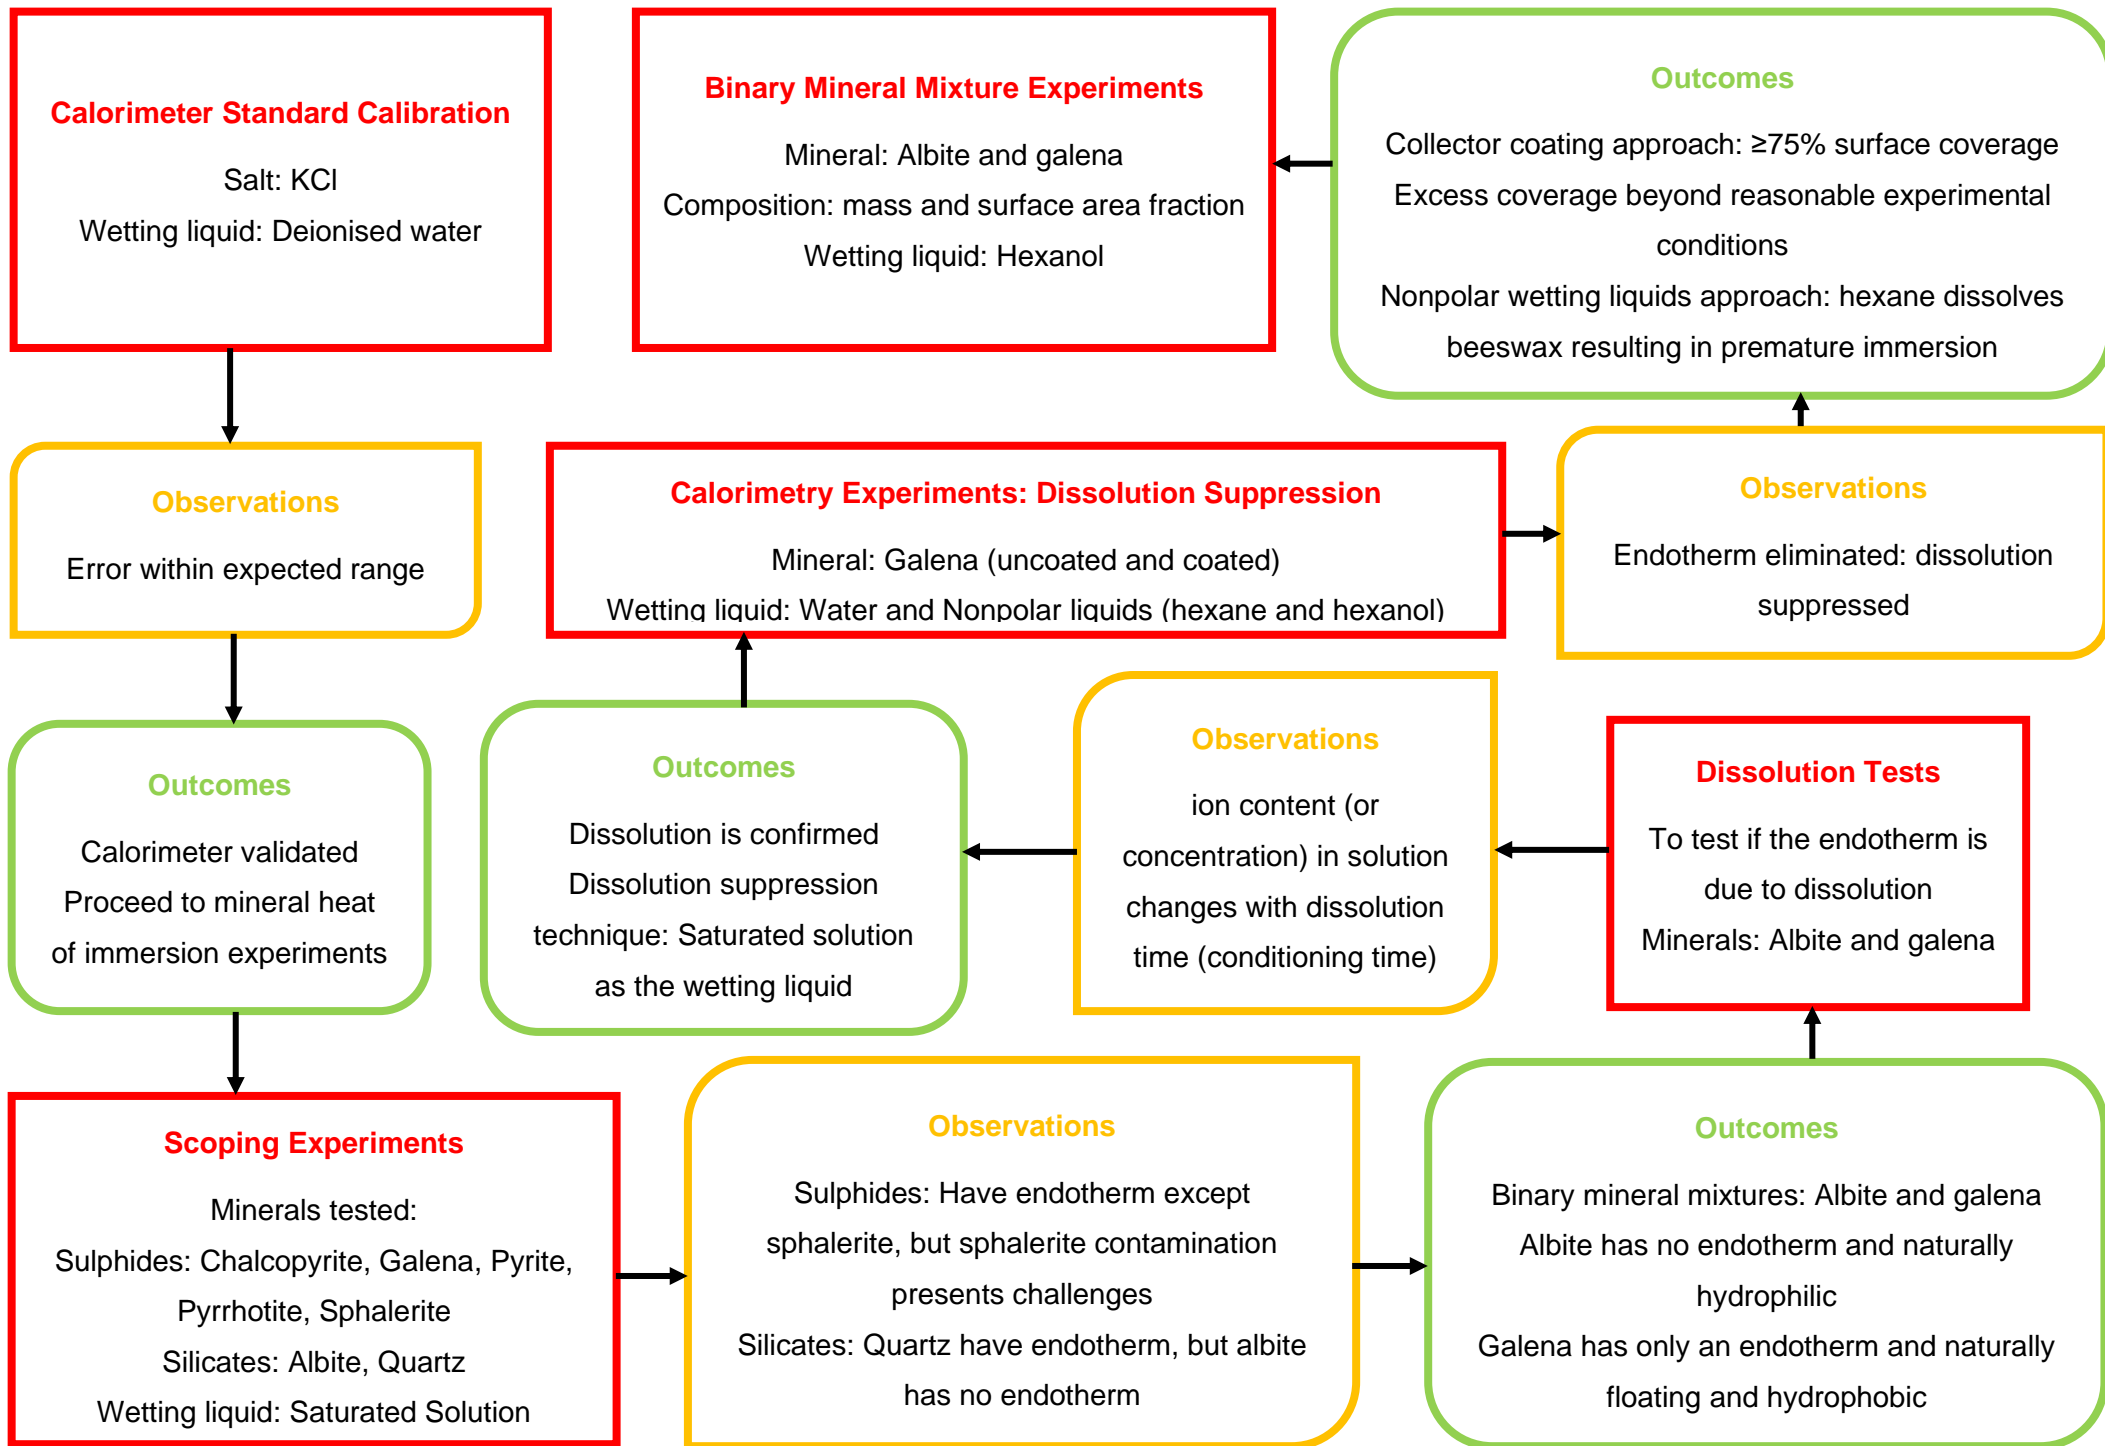 Calorimeter Standard Calibration
Salt: KCl
Wetting liquid: Deionised water
Observations
Error within expected range
Outcomes
Calorimeter validated
Proceed to mineral heat
of immersion experiments
Scoping Experiments
Minerals tested:
Sulphides: Chalcopyrite, Galena, Pyrite,
Pyrrhotite, Sphalerite
Silicates: Albite, Quartz
Wetting liquid: Saturated Solution
Observations
Sulphides: Have endotherm except
sphalerite, but sphalerite contamination
presents challenges
Silicates: Quartz have endotherm, but albite
has no endotherm
Outcomes
Binary mineral mixtures: Albite and galena
Albite has no endotherm and naturally
hydrophilic
Galena has only an endotherm and naturally
floating and hydrophobic
Dissolution Tests
To test if the endotherm is
due to dissolution
Minerals: Albite and galena
Observations
ion content (or
concentration) in solution
changes with dissolution
time (conditioning time)
Outcomes
Dissolution is confirmed
Dissolution suppression
technique: Saturated solution
as the wetting liquid
Calorimetry Experiments: Dissolution Suppression
Mineral: Galena (uncoated and coated)
Wetting liquid: Water and Nonpolar liquids (hexane and hexanol)
Observations
Endotherm eliminated: dissolution
suppressed
Outcomes
Collector coating approach: ≥75% surface coverage
Excess coverage beyond reasonable experimental
conditions
Nonpolar wetting liquids approach: hexane dissolves
beeswax resulting in premature immersion
Binary Mineral Mixture Experiments
Mineral: Albite and galena
Composition: mass and surface area fraction
Wetting liquid: Hexanol